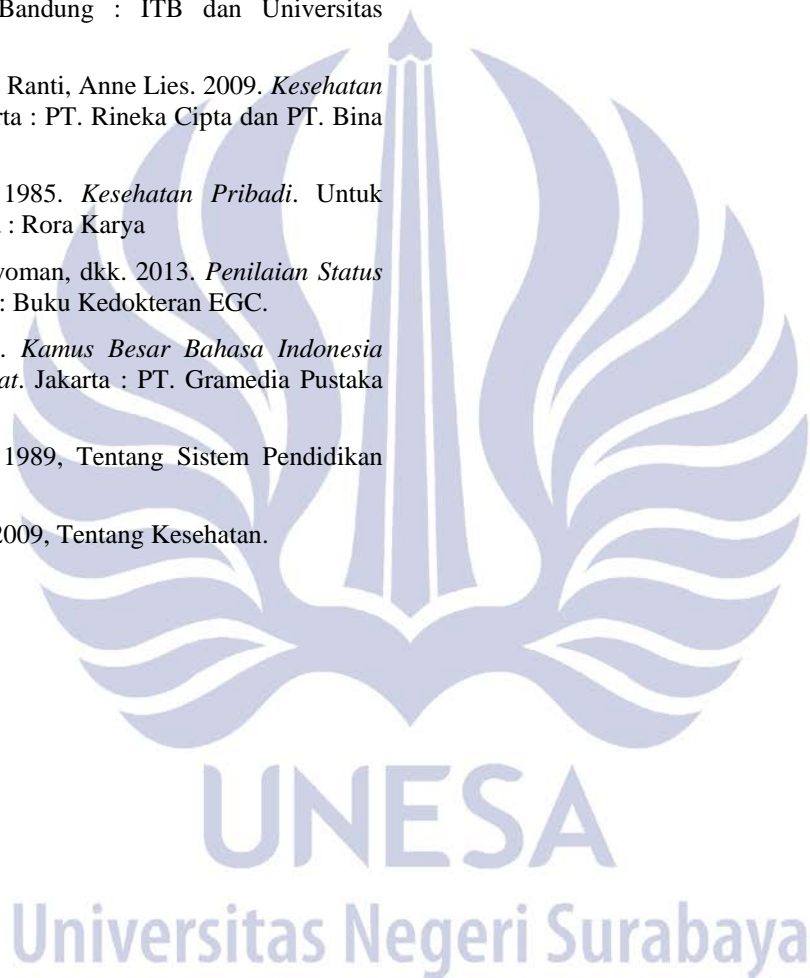 Bandung : ITB dan Universitas
Ranti, Anne Lies. 2009. Kesehatan
rta : PT. Rineka Cipta dan PT. Bina
1985. Kesehatan Pribadi. Untuk
: Rora Karya
yoman, dkk. 2013. Penilaian Status
: Buku Kedokteran EGC.
. Kamus Besar Bahasa Indonesia
at. Jakarta : PT. Gramedia Pustaka
1989, Tentang Sistem Pendidikan
2009, Tentang Kesehatan.
UNESA
Universitas Negeri Surabaya